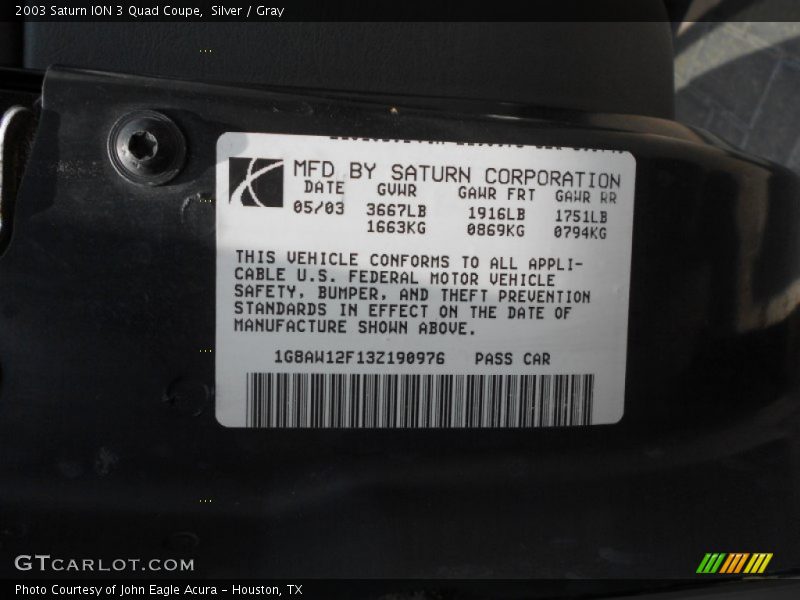 2003 Saturn ION 3 Quad Coupe, Silver / Gray
MFD BY SATURN CORPORATION
DATE GVWR GAWR FRT GAWR RR
05/03 3667LB 1916LB 1751LB
1663KG 0869KG 0794KG
THIS VEHICLE CONFORMS TO ALL APPLI-
CABLE U.S. FEDERAL MOTOR VEHICLE
SAFETY, BUMPER, AND THEFT PREVENTION
STANDARDS IN EFFECT ON THE DATE OF
MANUFACTURE SHOWN ABOVE.
1G8AW12F13Z190976 PASS CAR
GTCARLOT.COM
Photo Courtesy of John Eagle Acura - Houston, TX